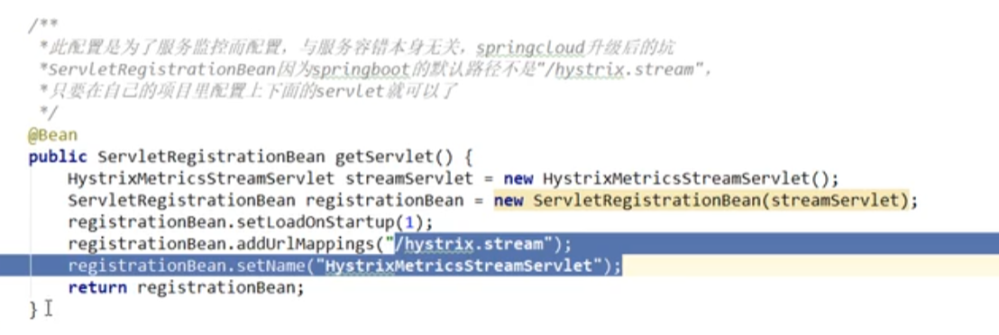 /**
*此配置是为了服务监控而配置，与服务容错本身无关，springcloud升级后的坑
*ServletRegistrationBean因为springboot的默认路径不是"/hystrix.stream"，
*只要在自己的项目里配置上下面的servlet就可以了
*/
@Bean
public ServletRegistrationBean getServlet() {
HystrixMetricsStreamServlet streamServlet = new HystrixMetricsStreamServlet();
ServletRegistrationBean registrationBean = new ServletRegistrationBean(streamServlet);
registrationBean.setLoadOnStartup(1);
registrationBean.addUrlMappings("/hystrix.stream");
registrationBean.setName("HystrixMetricsStreamServlet");
return registrationBean;
}